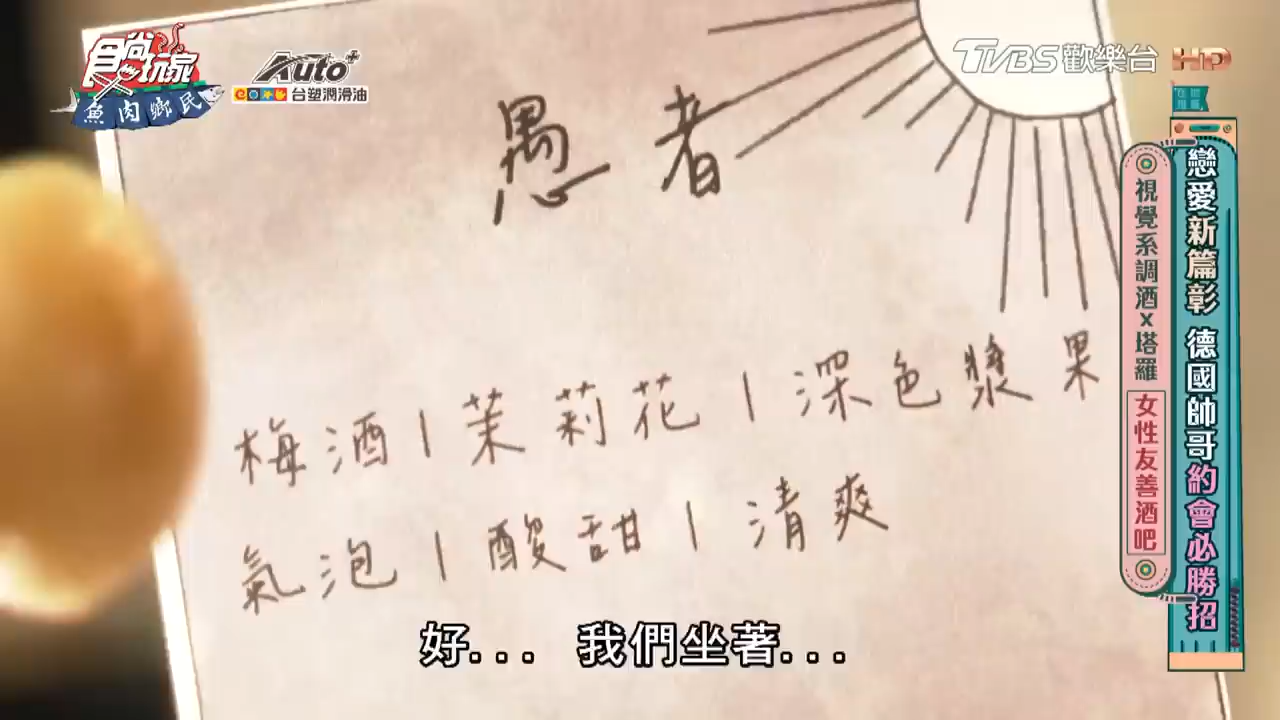 食尚玩家
魚肉鄉民
Auto+
台塑潤滑油
TVBS歡樂台 HD
愚者
梅酒|茉莉花|深色漿果
氣泡|酸甜|清爽
戀愛新篇彰 德國帥哥約會必勝招
視覺系調酒x塔羅 女性友善酒吧
好... 我們坐著...